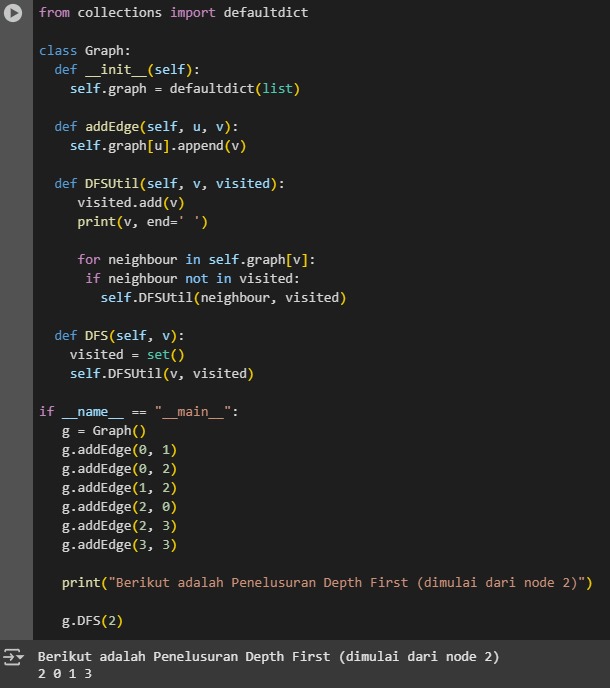 from collections import defaultdict
class Graph:
  def __init__(self):
    self.graph = defaultdict(list)
  def addEdge(self, u, v):
    self.graph[u].append(v)
  def DFSUtil(self, v, visited):
     visited.add(v)
     print(v, end=' ')
     for neighbour in self.graph[v]:
      if neighbour not in visited:
        self.DFSUtil(neighbour, visited)
  def DFS(self, v):
    visited = set()
    self.DFSUtil(v, visited)
if __name__ == "__main__":
   g = Graph()
   g.addEdge(0, 1)
   g.addEdge(0, 2)
   g.addEdge(1, 2)
   g.addEdge(2, 0)
   g.addEdge(2, 3)
   g.addEdge(3, 3)
   print("Berikut adalah Penelusuran Depth First (dimulai dari node 2)")
   g.DFS(2)
Berikut adalah Penelusuran Depth First (dimulai dari node 2)
2 0 1 3